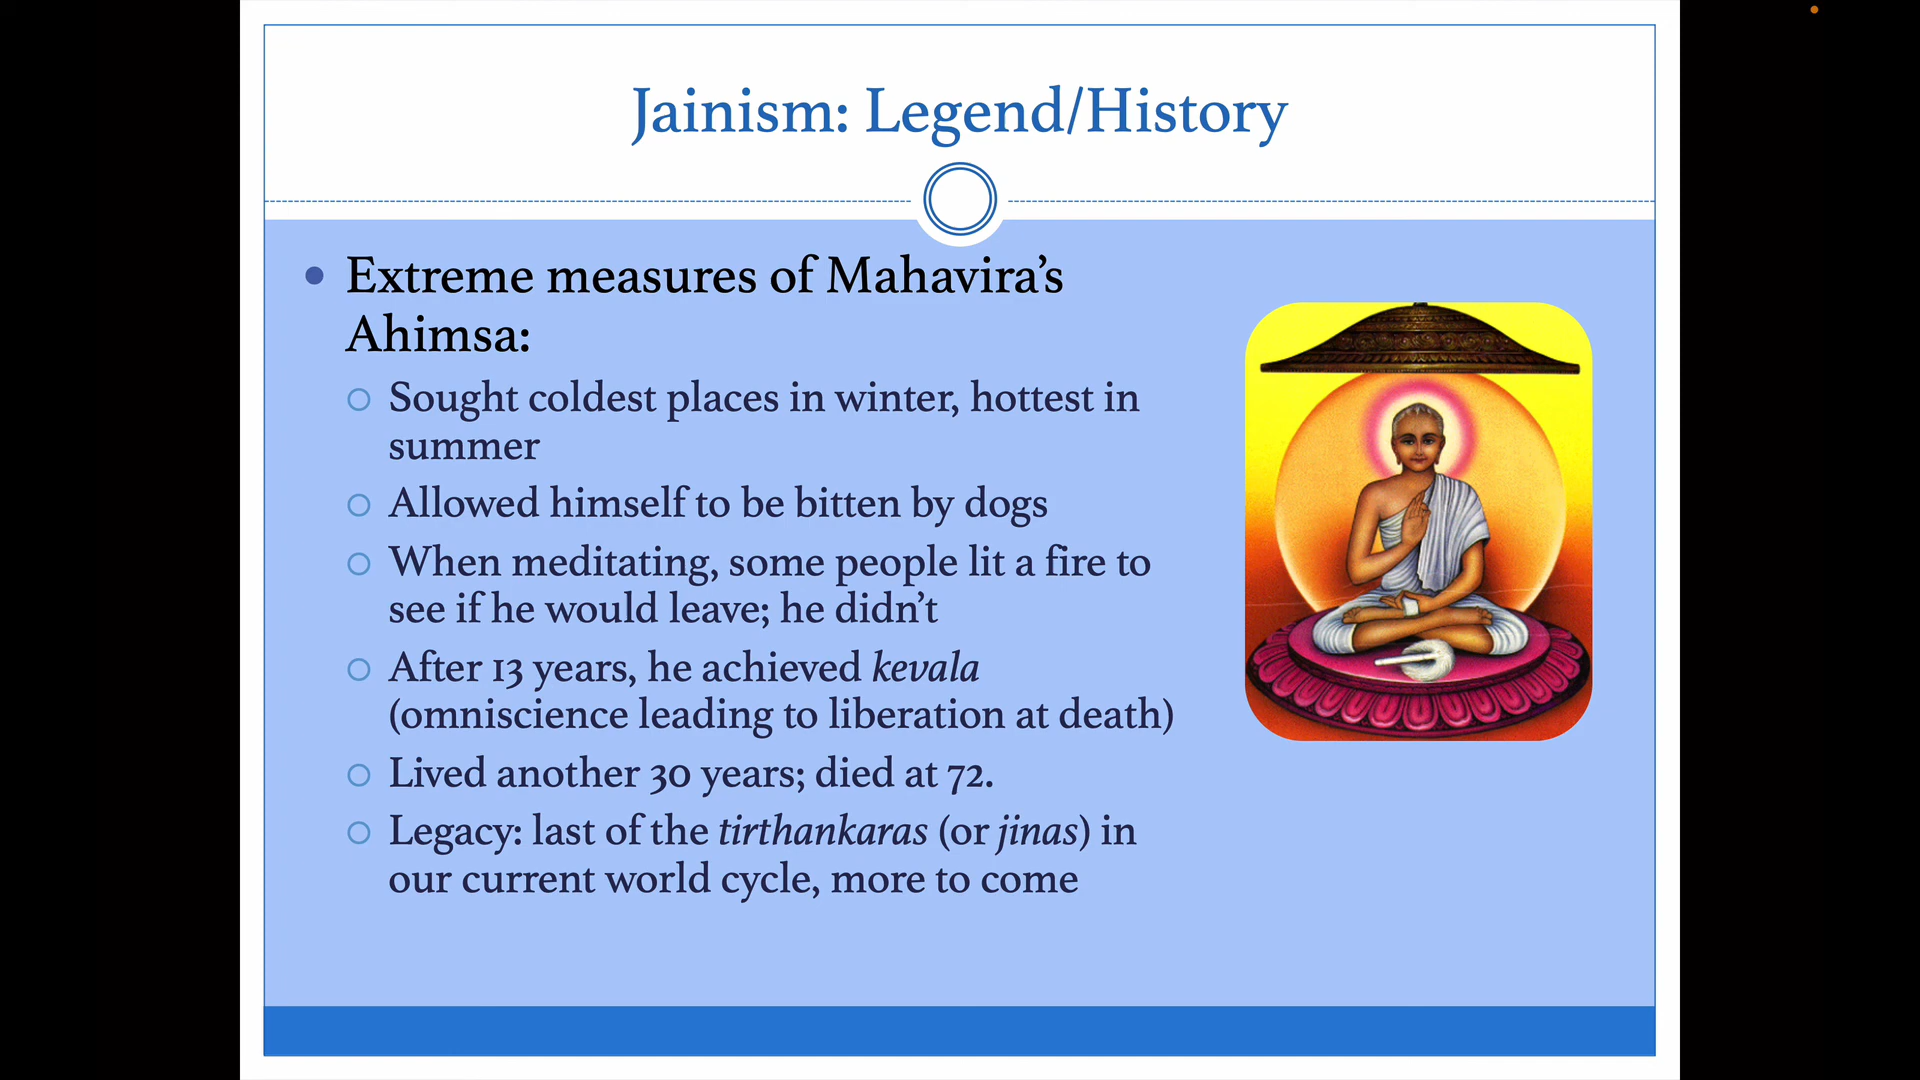 Jainism: Legend/History
Extreme measures of Mahavira’s
Ahimsa:
Sought coldest places in winter, hottest in
summer
Allowed himself to be bitten by dogs
When meditating, some people lit a fire to
see if he would leave; he didn’t
After 13 years, he achieved kevala
(omniscience leading to liberation at death)
Lived another 30 years; died at 72.
Legacy: last of the tirthankaras (or jinas) in
our current world cycle, more to come